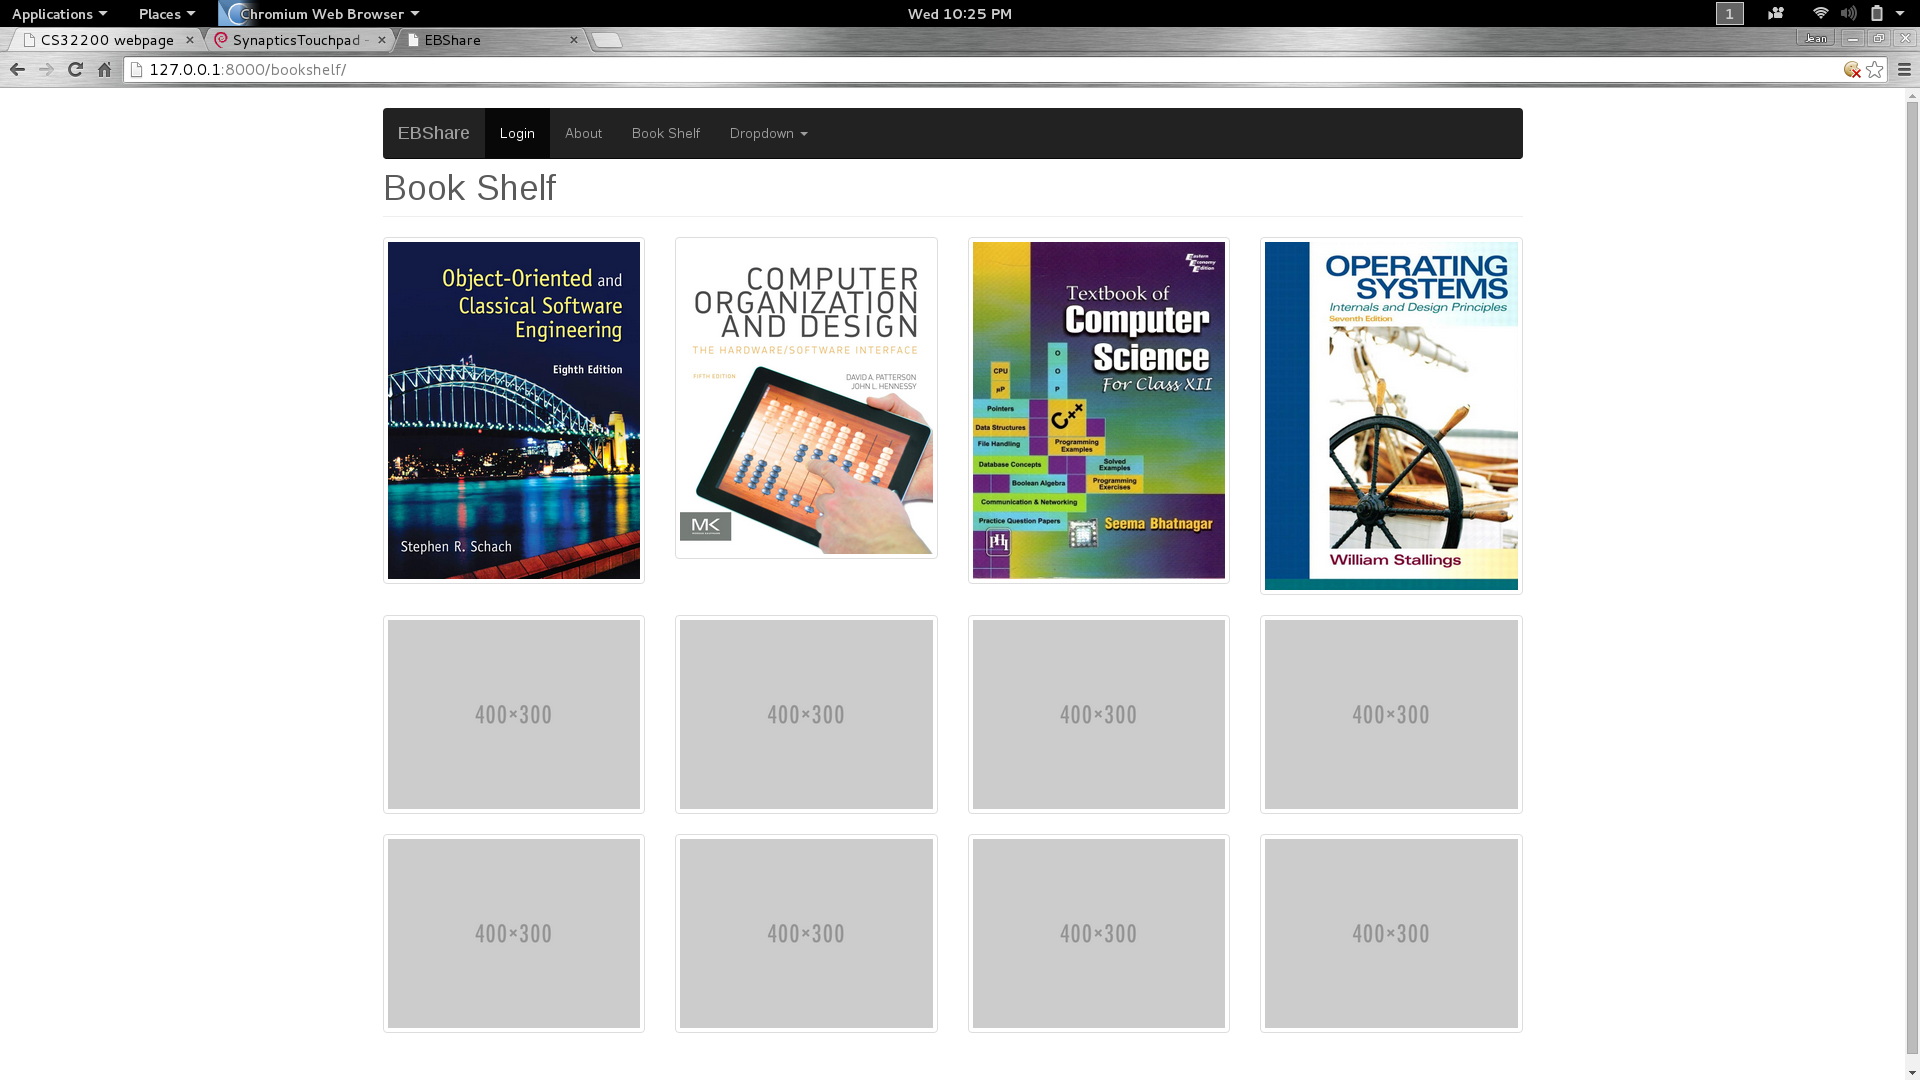 Applications Places Chromium Web Browser Wed 10:25 PM 1
CS32200 webpage SynapticsTouchpad - EBShare Jean
127.0.0.1:8000/bookshelf/
EBShare Login About Book Shelf Dropdown
Book Shelf
Object-Oriented and
Classical Software
Engineering
Eighth Edition
Stephen R. Schach
COMPUTER
ORGANIZATION
AND DESIGN
THE HARDWARE/SOFTWARE INTERFACE
FIFTH EDITION
DAVID A. PATTERSON
JOHN L. HENNESSY
MK
Eastern
Economy
Edition
Textbook of
Computer
Science
For Class XII
CPU
μP
O
O
P
Pointers
C++
Data Structures
File Handling
Programming
Examples
Database Concepts
Solved
Examples
Boolean Algebra
Programming
Exercises
Communication & Networking
Practice Question Papers
Seema Bhatnagar
PHI
OPERATING
SYSTEMS
Internals and Design Principles
Seventh Edition
William Stallings
400×300
400×300
400×300
400×300
400×300
400×300
400×300
400×300